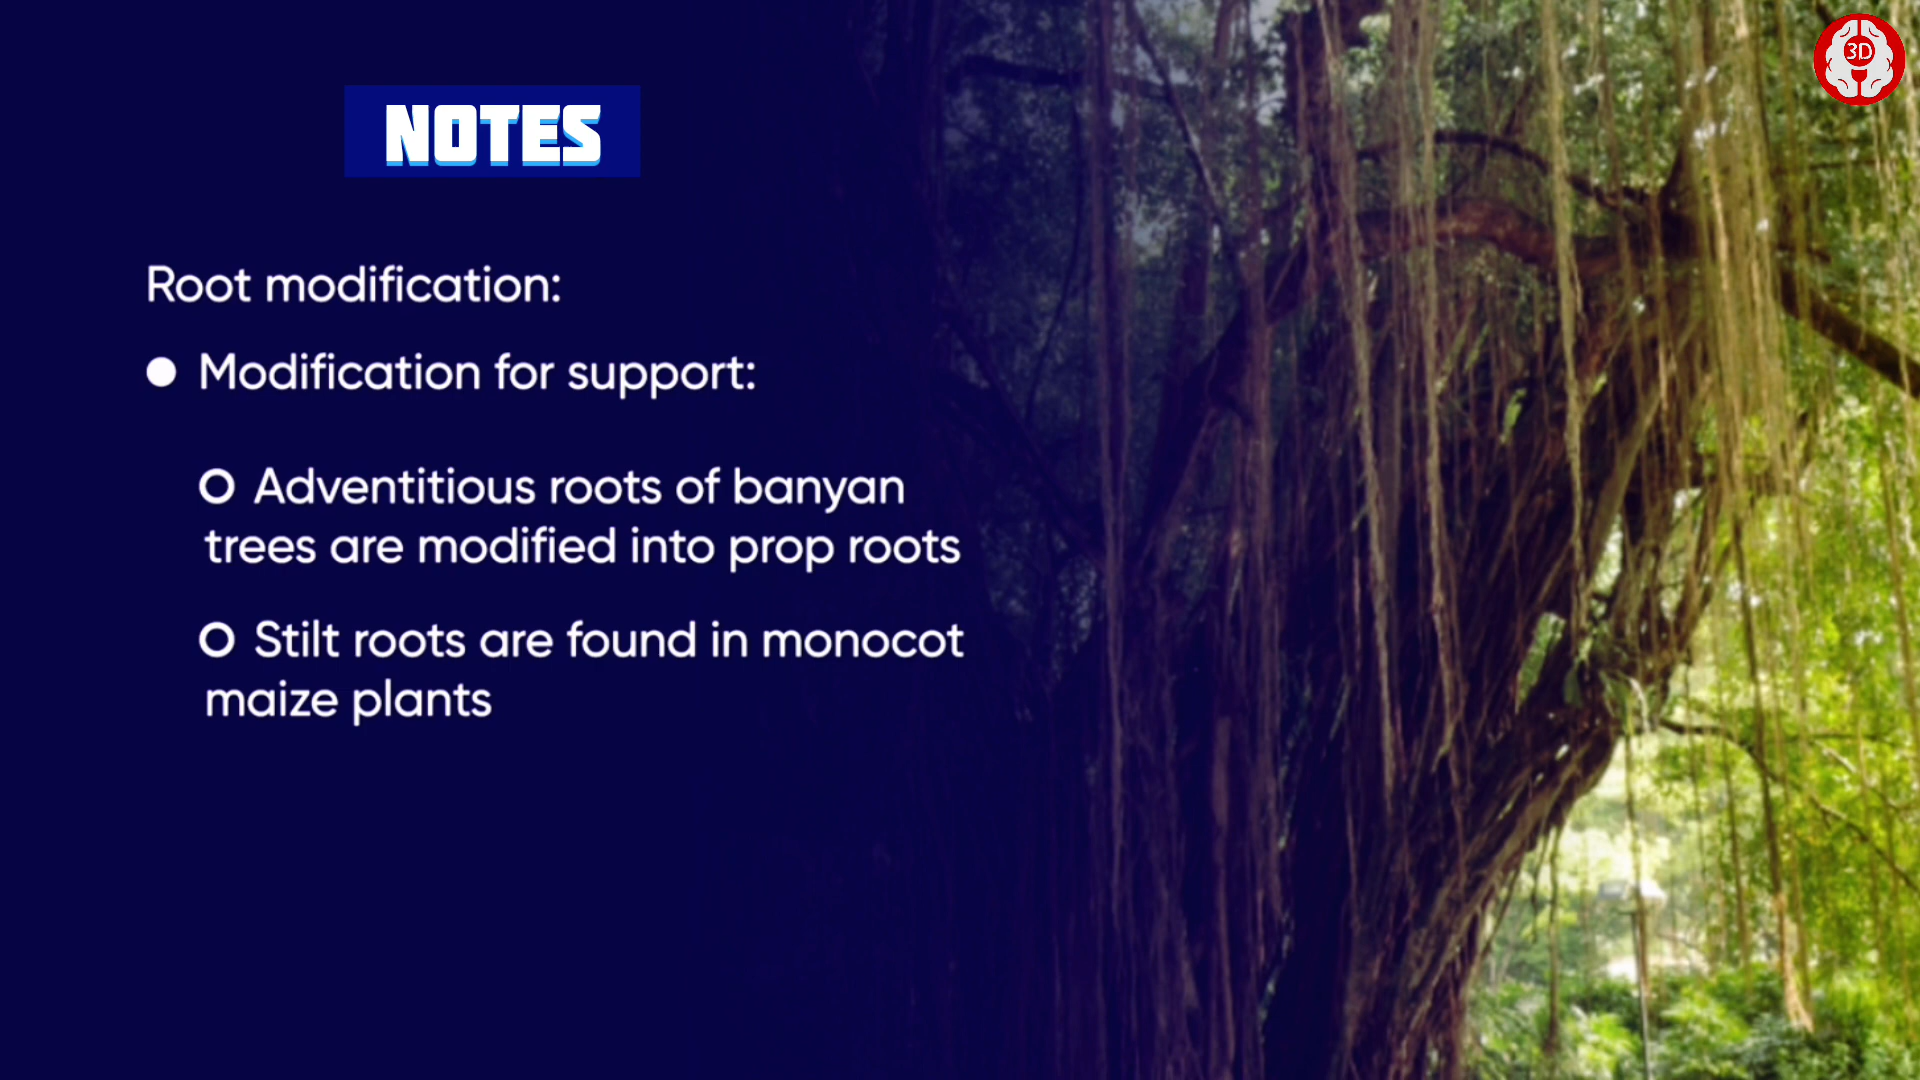 3D
NOTES
Root modification:
Modification for support:
Adventitious roots of banyan
trees are modified into prop roots
Stilt roots are found in monocot
maize plants